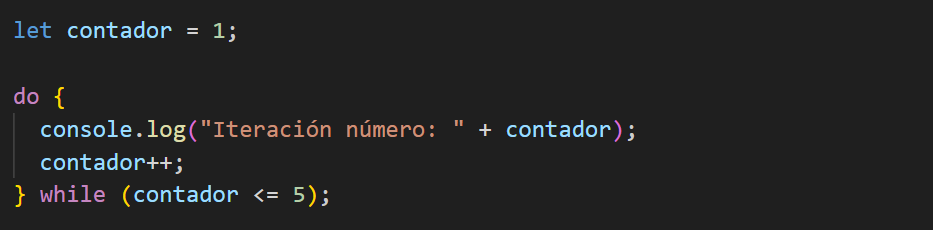 let contador = 1;
do {
console.log("Iteración número: " + contador);
contador++;
} while (contador <= 5);